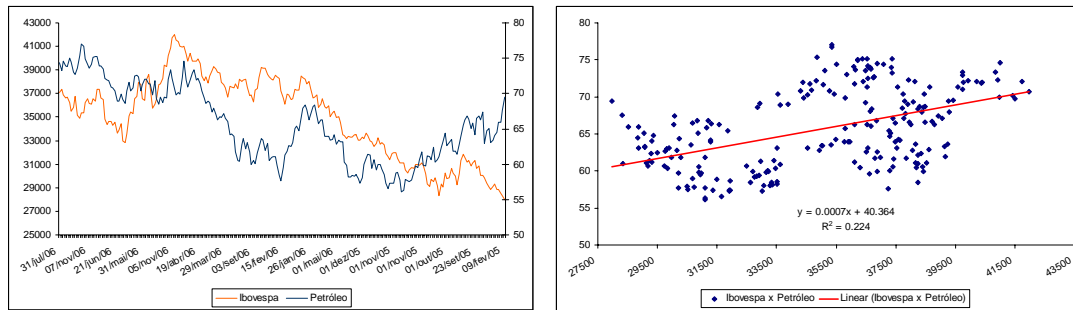 43000
41000
39000
37000
35000
33000
31000
29000
27000
25000
80
75
70
65
60
55
50
31/jul/06
07/nov/06
21/jun/06
31/mai/06
05/nov/06
19/abr/06
29/mar/06
03/set/06
15/fev/06
26/jan/06
01/mai/06
01/dez/05
01/nov/05
01/nov/05
01/out/05
23/set/05
09/fev/05
Ibovespa
Petróleo
80
75
70
65
60
55
50
27500
29500
31500
33500
35500
37500
39500
41500
43500
y = 0.0007x + 40.364
R² = 0.224
Ibovespa x Petróleo
Linear (Ibovespa x Petróleo)